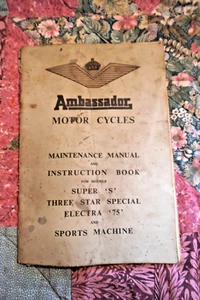 Ambassador
MOTOR CYCLES
MAINTENANCE MANUAL
AND
INSTRUCTION BOOK
FOR MODELS
SUPER 'S'
THREE STAR SPECIAL
ELECTRA '75'
AND
SPORTS MACHINE